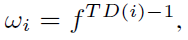 ω_i = f^{TD(i)−1},